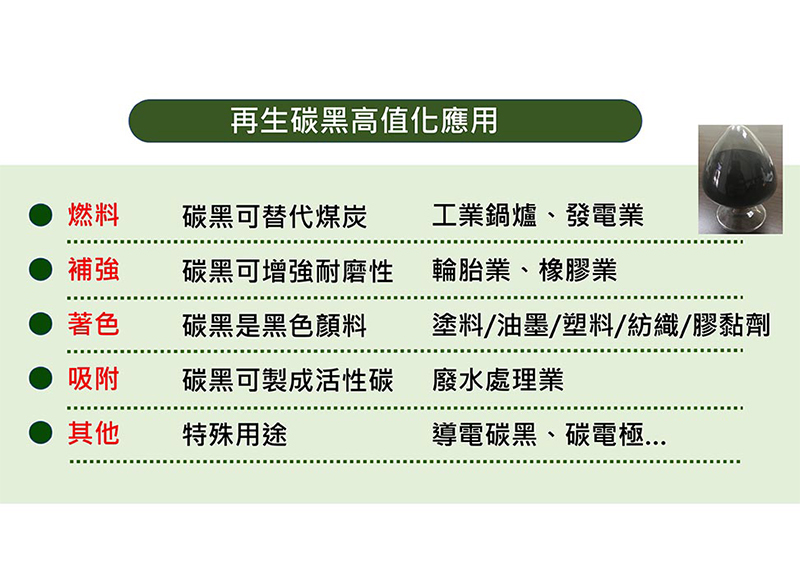 再生碳黑高值化應用
燃料 碳黑可替代煤炭 工業鍋爐、發電業
補強 碳黑可增強耐磨性 輪胎業、橡膠業
著色 碳黑是黑色顏料 塗料/油墨/塑料/紡織/膠黏劑
吸附 碳黑可製成活性碳 廢水處理業
其他 特殊用途 導電碳黑、碳電極...